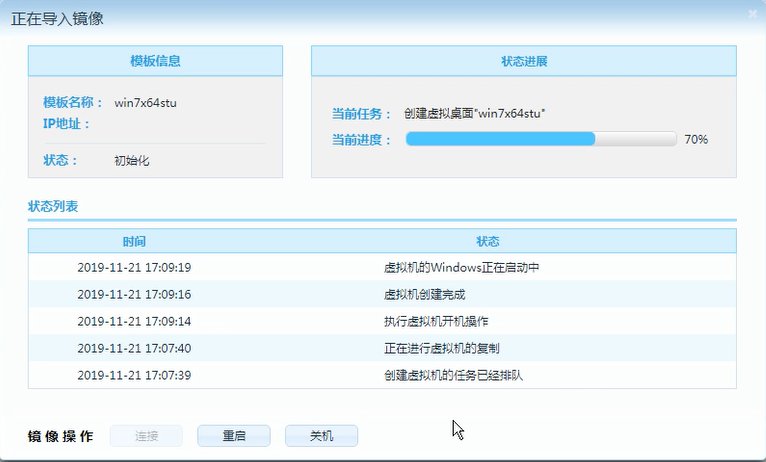 正在导入镜像
模板信息
模板名称： win7x64stu
IP地址：
状态： 初始化
状态进展
当前任务： 创建虚拟桌面"win7x64stu"
当前进度： 70%
状态列表
时间 状态
2019-11-21 17:09:19 虚拟机的Windows正在启动中
2019-11-21 17:09:16 虚拟机创建完成
2019-11-21 17:09:14 执行虚拟机开机操作
2019-11-21 17:07:40 正在进行虚拟机的复制
2019-11-21 17:07:39 创建虚拟机的任务已经排队
镜像操作 连接 重启 关机